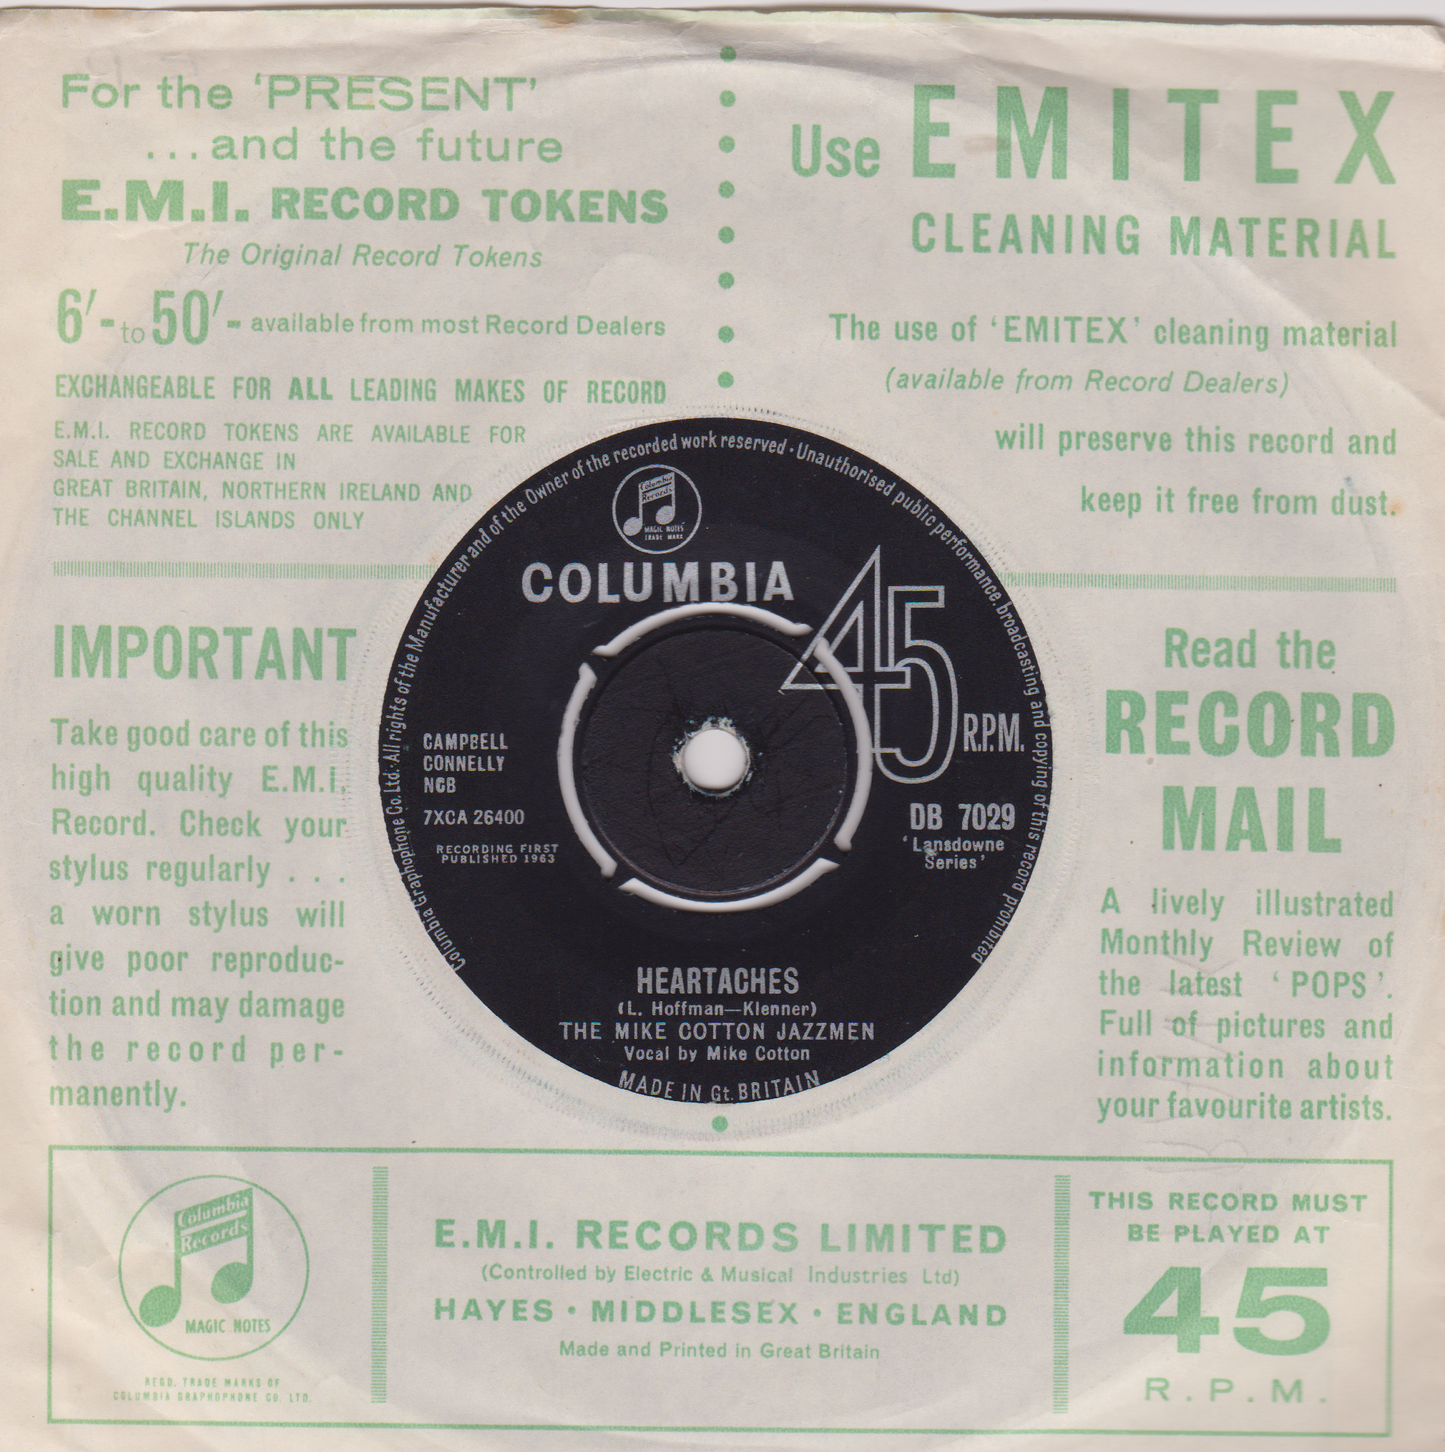 For the 'PRESENT'
...and the future
E.M.I. RECORD TOKENS
The Original Record Tokens
6/- to 50/- available from most Record Dealers
EXCHANGEABLE FOR ALL LEADING MAKES OF RECORD
E.M.I. RECORD TOKENS ARE AVAILABLE FOR
SALE AND EXCHANGE IN
GREAT BRITAIN, NORTHERN IRELAND AND
THE CHANNEL ISLANDS ONLY
Use EMITEX
CLEANING MATERIAL
The use of 'EMITEX' cleaning material
(available from Record Dealers)
will preserve this record and
keep it free from dust.
IMPORTANT
Take good care of this
high quality E.M.I.
Record. Check your
stylus regularly . . .
a worn stylus will
give poor reproduc-
tion and may damage
the record per-
manently.
Columbia Graphophone Co. Ltd. · All rights of the Manufacturer and of the Owner of the recorded work reserved · Unauthorised public performance, broadcasting and copying of this record prohibited
Columbia
Records
MAGIC NOTES
TRADE MARK
COLUMBIA
45
R.P.M.
CAMPBELL
CONNELLY
NCB
7XCA 26400
RECORDING FIRST
PUBLISHED 1963
DB 7029
'Lansdowne
Series'
HEARTACHES
(L. Hoffman—Klenner)
THE MIKE COTTON JAZZMEN
Vocal by Mike Cotton
MADE IN Gt. BRITAIN
Read the
RECORD
MAIL
A lively illustrated
Monthly Review of
the latest 'POPS'.
Full of pictures and
information about
your favourite artists.
Columbia
Records
MAGIC NOTES
REGD. TRADE MARKS OF
COLUMBIA GRAPHOPHONE CO. LTD.
E.M.I. RECORDS LIMITED
(Controlled by Electric & Musical Industries Ltd)
HAYES · MIDDLESEX · ENGLAND
Made and Printed in Great Britain
THIS RECORD MUST
BE PLAYED AT
45
R.P.M.